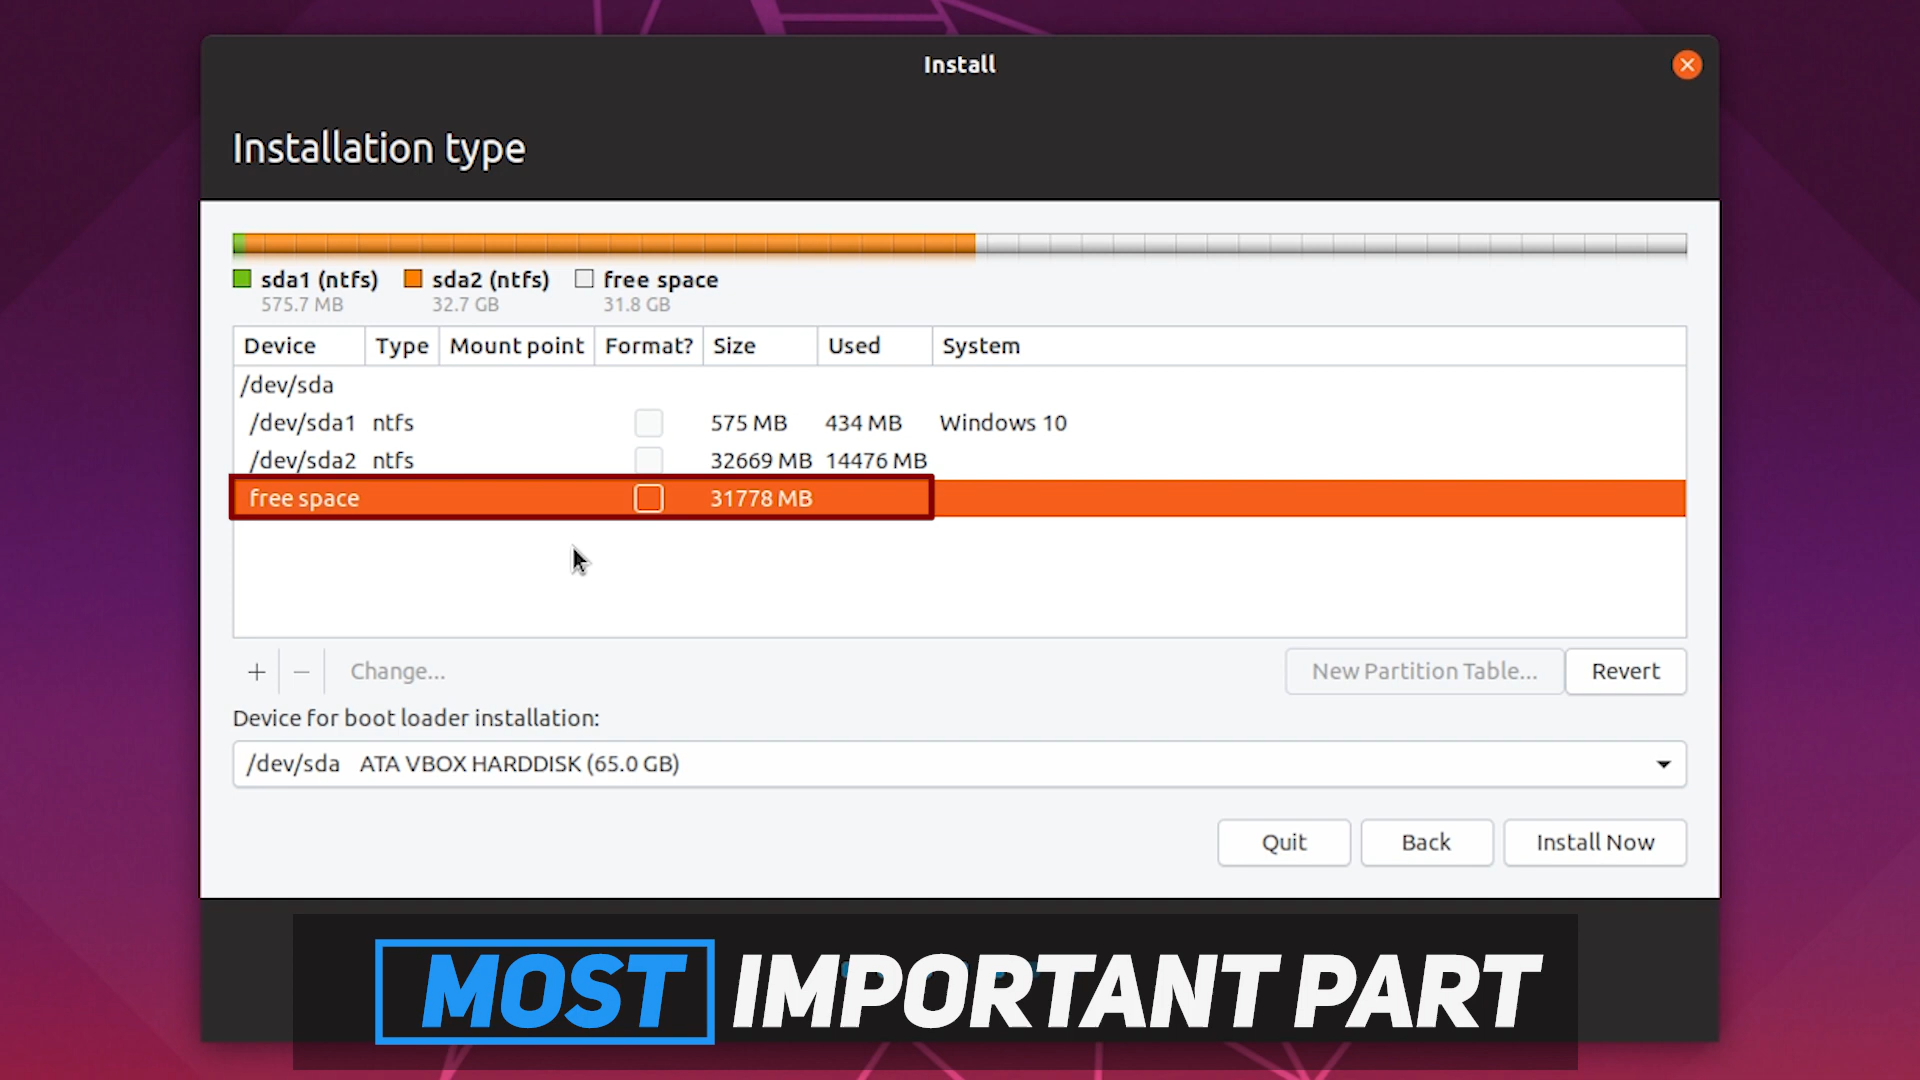 Install
Installation type
sda1 (ntfs) sda2 (ntfs) free space
575.7 MB 32.7 GB 31.8 GB
Device Type Mount point Format? Size Used System
/dev/sda
/dev/sda1 ntfs 575 MB 434 MB Windows 10
/dev/sda2 ntfs 32669 MB 14476 MB
free space 31778 MB
+ − Change... New Partition Table... Revert
Device for boot loader installation:
/dev/sda ATA VBOX HARDDISK (65.0 GB)
Quit Back Install Now
MOST IMPORTANT PART